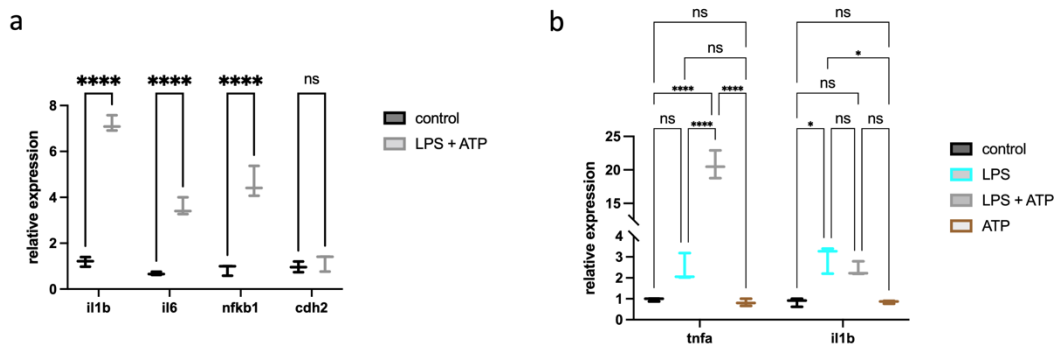 a
**** **** **** ns
8
6
4
2
0
relative expression
il1b il6 nfkb1 cdh2
control
LPS + ATP
b
ns ns
ns *
**** **** ns
ns **** * ns ns
25
20
15
4
3
2
1
0
relative expression
tnfa il1b
control
LPS
LPS + ATP
ATP